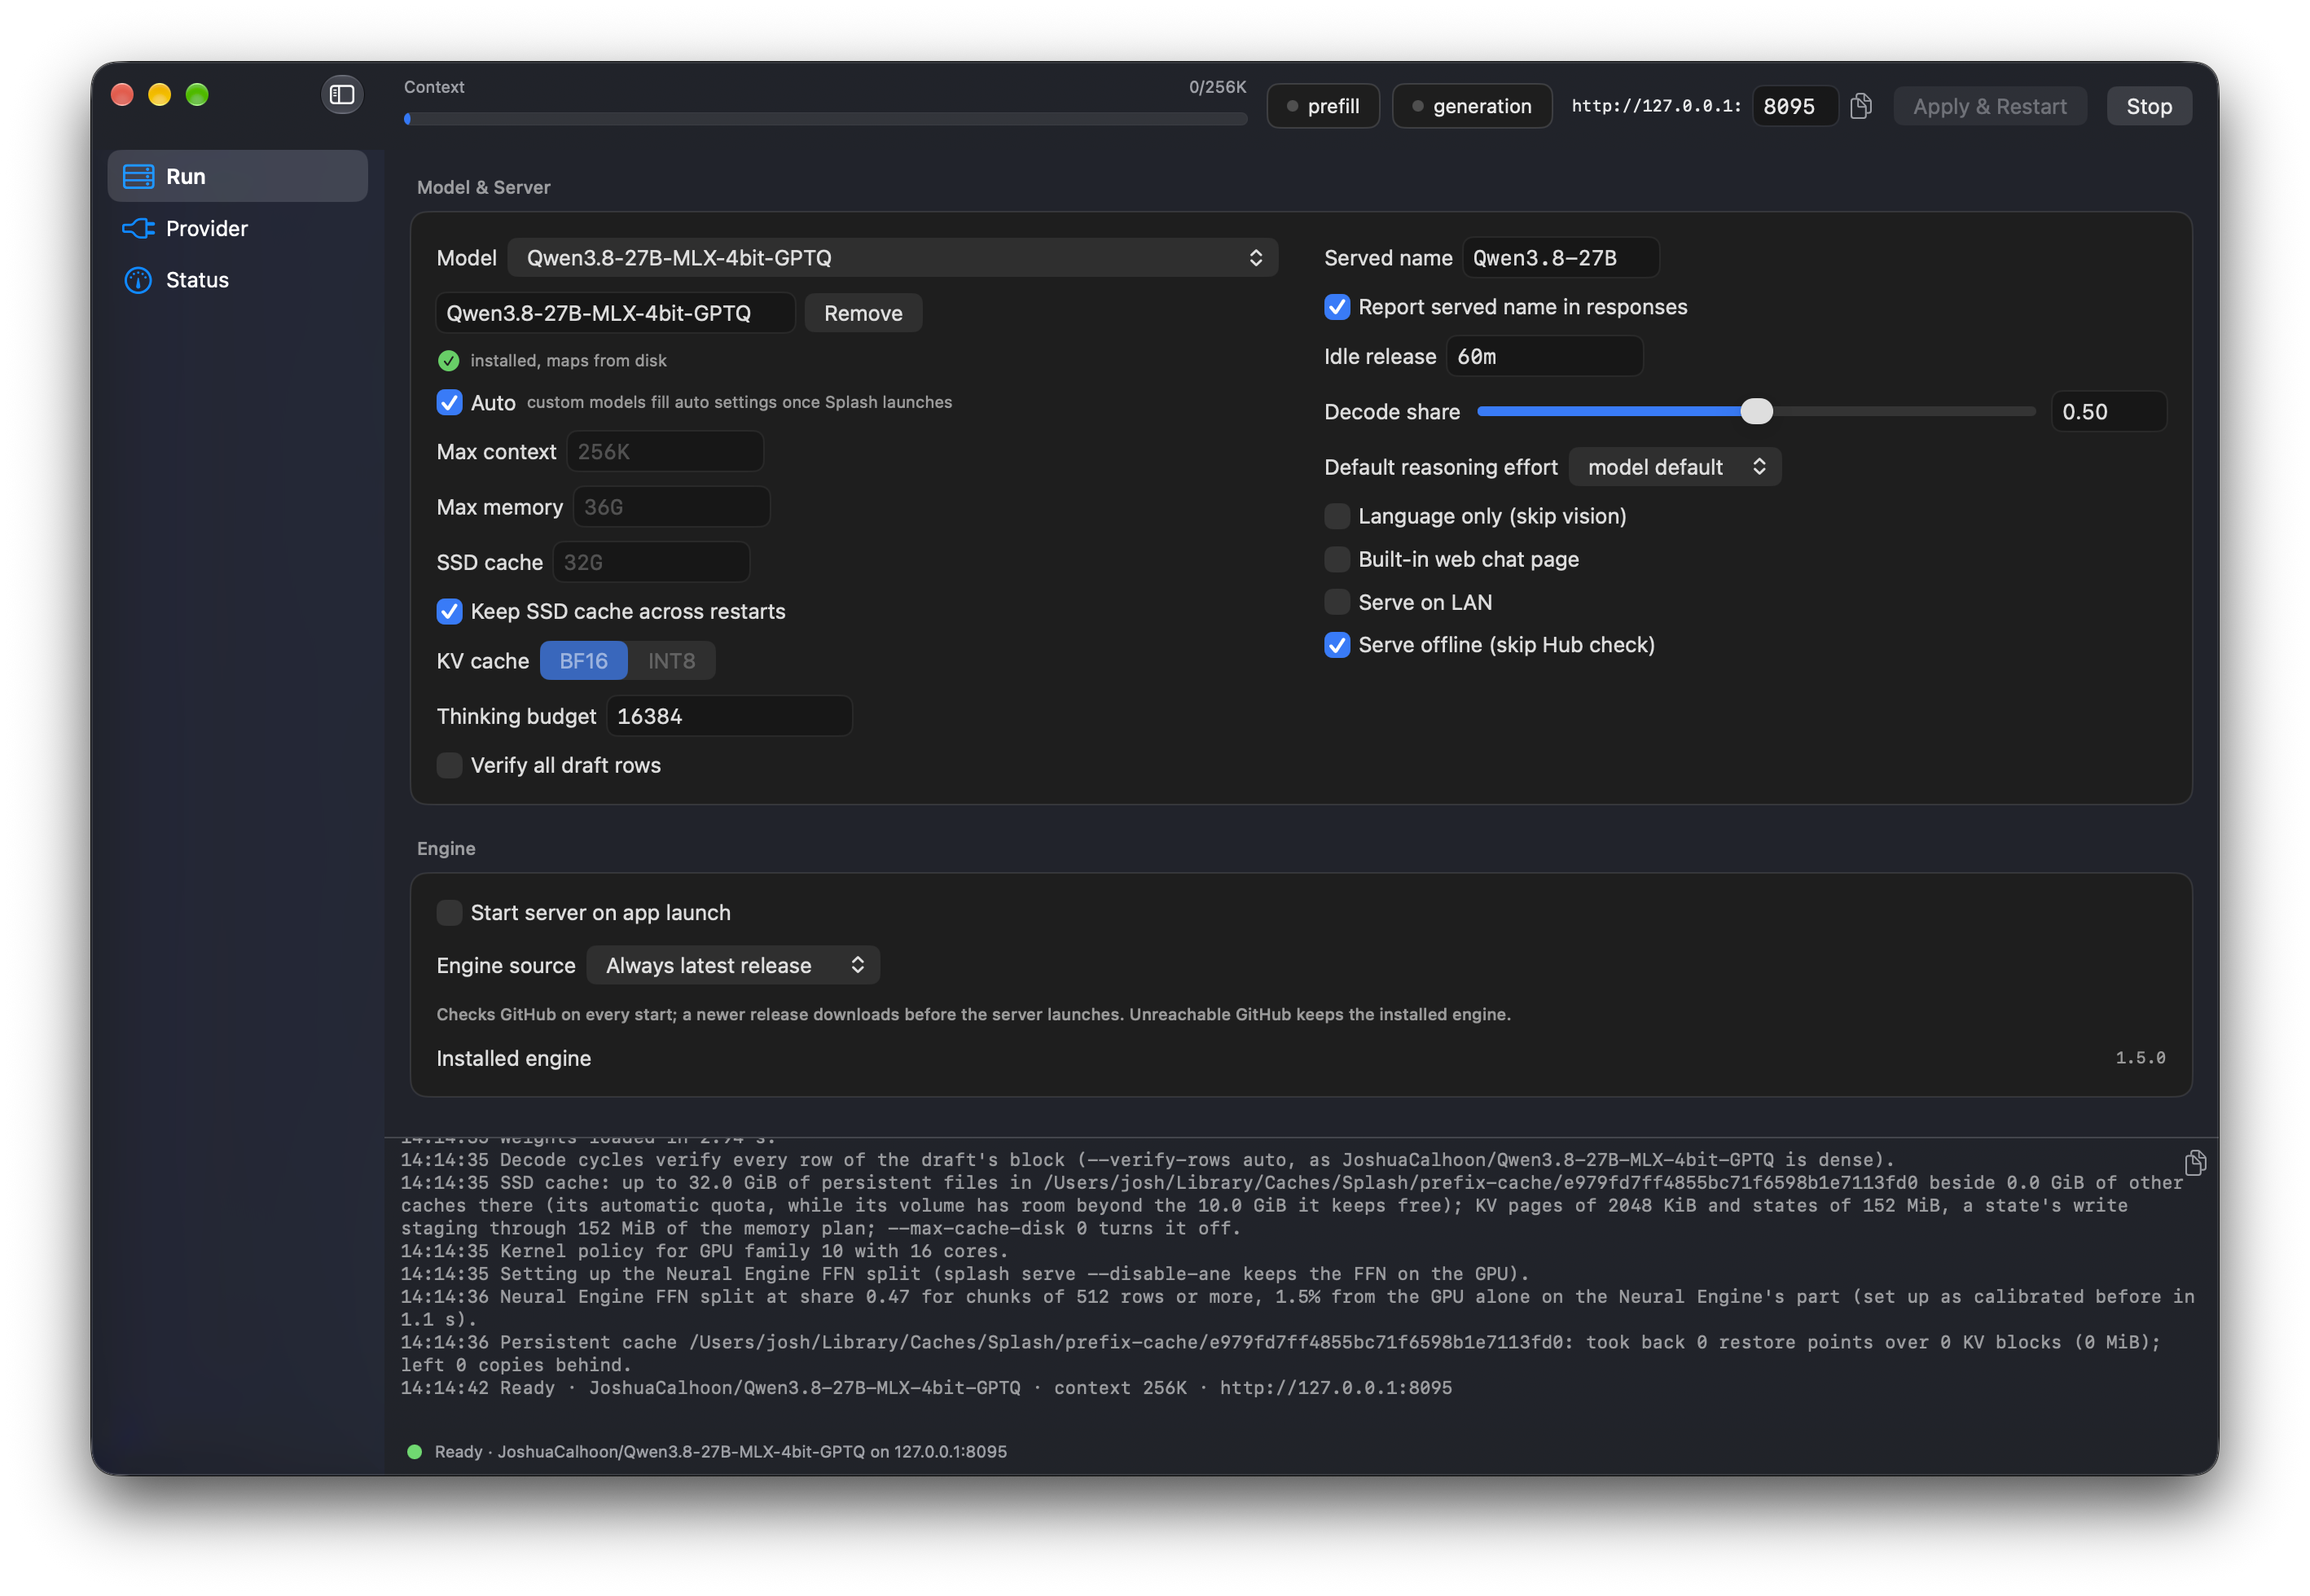 Context
0/256K
prefill
generation
http://127.0.0.1:
8095
Apply & Restart
Stop
Run
Provider
Status
Model & Server
Model
Qwen3.8-27B-MLX-4bit-GPTQ
Qwen3.8-27B-MLX-4bit-GPTQ
Remove
installed, maps from disk
Auto custom models fill auto settings once Splash launches
Max context 256K
Max memory 36G
SSD cache 32G
Keep SSD cache across restarts
KV cache BF16 INT8
Thinking budget 16384
Verify all draft rows
Served name Qwen3.8-27B
Report served name in responses
Idle release 60m
Decode share 0.50
Default reasoning effort model default
Language only (skip vision)
Built-in web chat page
Serve on LAN
Serve offline (skip Hub check)
Engine
Start server on app launch
Engine source Always latest release
Checks GitHub on every start; a newer release downloads before the server launches. Unreachable GitHub keeps the installed engine.
Installed engine 1.5.0
14:14:35 Weights loaded in 2.94 s.
14:14:35 Decode cycles verify every row of the draft's block (--verify-rows auto, as JoshuaCalhoon/Qwen3.8-27B-MLX-4bit-GPTQ is dense).
14:14:35 SSD cache: up to 32.0 GiB of persistent files in /Users/josh/Library/Caches/Splash/prefix-cache/e979fd7ff4855bc71f6598b1e7113fd0 beside 0.0 GiB of other
caches there (its automatic quota, while its volume has room beyond the 10.0 GiB it keeps free); KV pages of 2048 KiB and states of 152 MiB, a state's write
staging through 152 MiB of the memory plan; --max-cache-disk 0 turns it off.
14:14:35 Kernel policy for GPU family 10 with 16 cores.
14:14:35 Setting up the Neural Engine FFN split (splash serve --disable-ane keeps the FFN on the GPU).
14:14:36 Neural Engine FFN split at share 0.47 for chunks of 512 rows or more, 1.5% from the GPU alone on the Neural Engine's part (set up as calibrated before in
1.1 s).
14:14:36 Persistent cache /Users/josh/Library/Caches/Splash/prefix-cache/e979fd7ff4855bc71f6598b1e7113fd0: took back 0 restore points over 0 KV blocks (0 MiB);
left 0 copies behind.
14:14:42 Ready · JoshuaCalhoon/Qwen3.8-27B-MLX-4bit-GPTQ · context 256K · http://127.0.0.1:8095
Ready · JoshuaCalhoon/Qwen3.8-27B-MLX-4bit-GPTQ on 127.0.0.1:8095